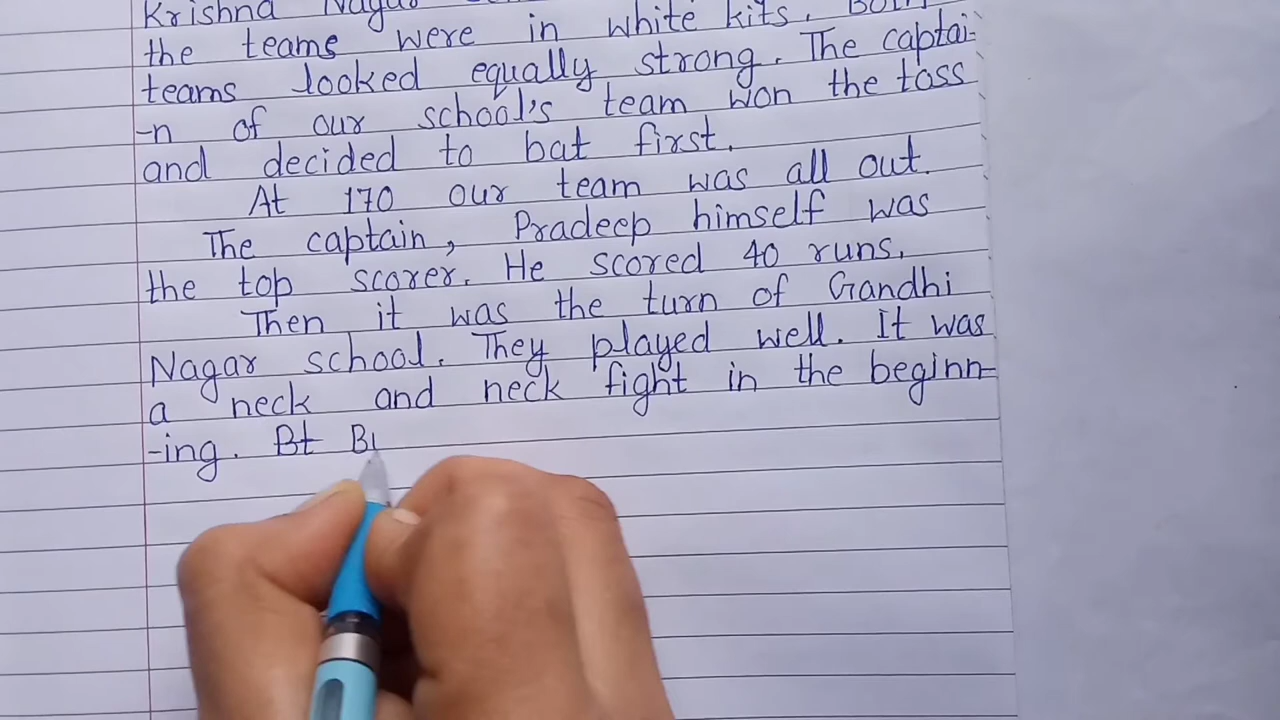 Krishna Nagar
the teams were in white kits. Both
teams looked equally strong. The captai-
-n of our school's team won the toss
and decided to bat first.
At 170 our team was all out.
The captain, Pradeep himself was
the top scorer. He scored 40 runs.
Then it was the turn of Gandhi
Nagar school. They played well. It was
a neck and neck fight in the beginn-
-ing. Bt B